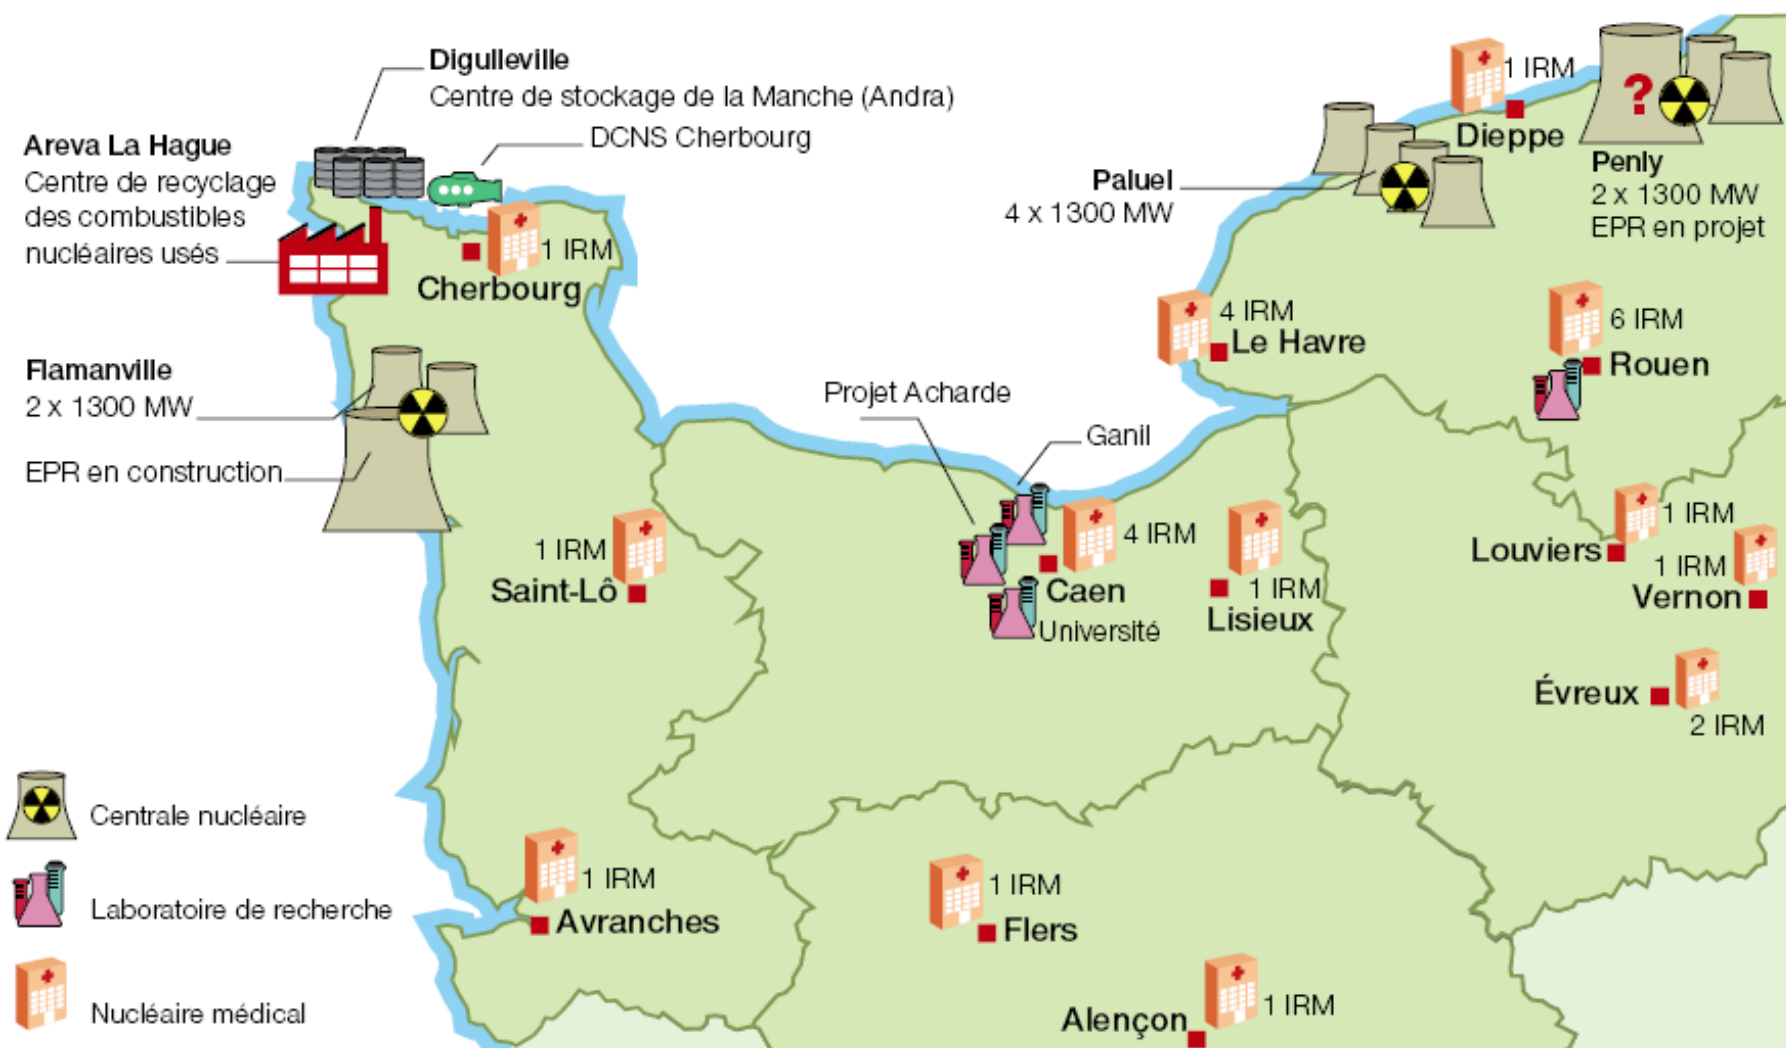 Digulleville
Centre de stockage de la Manche (Andra)
DCNS Cherbourg
Areva La Hague
Centre de recyclage
des combustibles
nucléaires usés
1 IRM
Cherbourg
Flamanville
2 x 1300 MW
EPR en construction
1 IRM
Saint-Lô
1 IRM
Avranches
Projet Acharde
Ganil
4 IRM
Caen
Université
1 IRM
Lisieux
1 IRM
Flers
1 IRM
Alençon
Paluel
4 x 1300 MW
1 IRM
Dieppe
?
Penly
2 x 1300 MW
EPR en projet
4 IRM
Le Havre
6 IRM
Rouen
1 IRM
Louviers
1 IRM
Vernon
Évreux
2 IRM
Centrale nucléaire
Laboratoire de recherche
Nucléaire médical